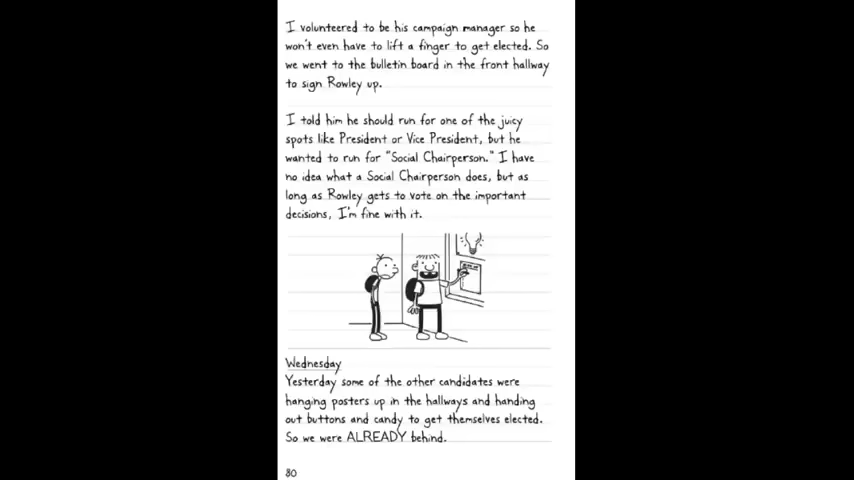 I volunteered to be his campaign manager so he
won't even have to lift a finger to get elected. So
we went to the bulletin board in the front hallway
to sign Rowley up.
I told him he should run for one of the juicy
spots like President or Vice President, but he
wanted to run for "Social Chairperson." I have
no idea what a Social Chairperson does, but as
long as Rowley gets to vote on the important
decisions, I'm fine with it.
Wednesday
Yesterday some of the other candidates were
hanging posters up in the hallways and handing
out buttons and candy to get themselves elected.
So we were ALREADY behind.
80